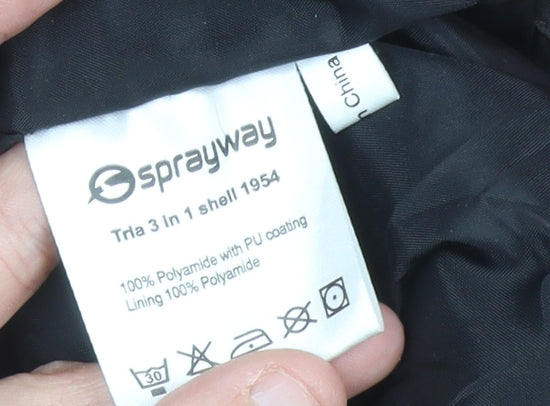 sprayway
Tria 3 in 1 shell 1954
100% Polyamide with PU coating
Lining 100% Polyamide
30
China